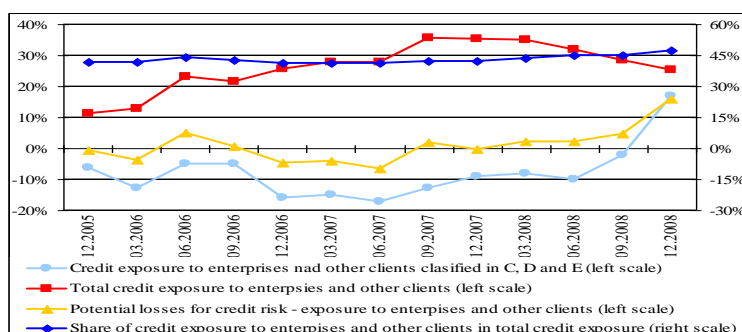 40% 60%
30% 45%
20% 30%
10% 15%
0% 0%
-10% -15%
-20% -30%
12.2005 03.2006 06.2006 09.2006 12.2006 03.2007 06.2007 09.2007 12.2007 03.2008 06.2008 09.2008 12.2008
Credit exposure to enterprises nad other clients clasified in C, D and E (left scale)
Total credit exposure to enterpsies and other clients (left scale)
Potential losses for credit risk - exposure to enterpises and other clients (left scale)
Share of credit exposure to enterpises and other clients in total credit exposure (right scale)